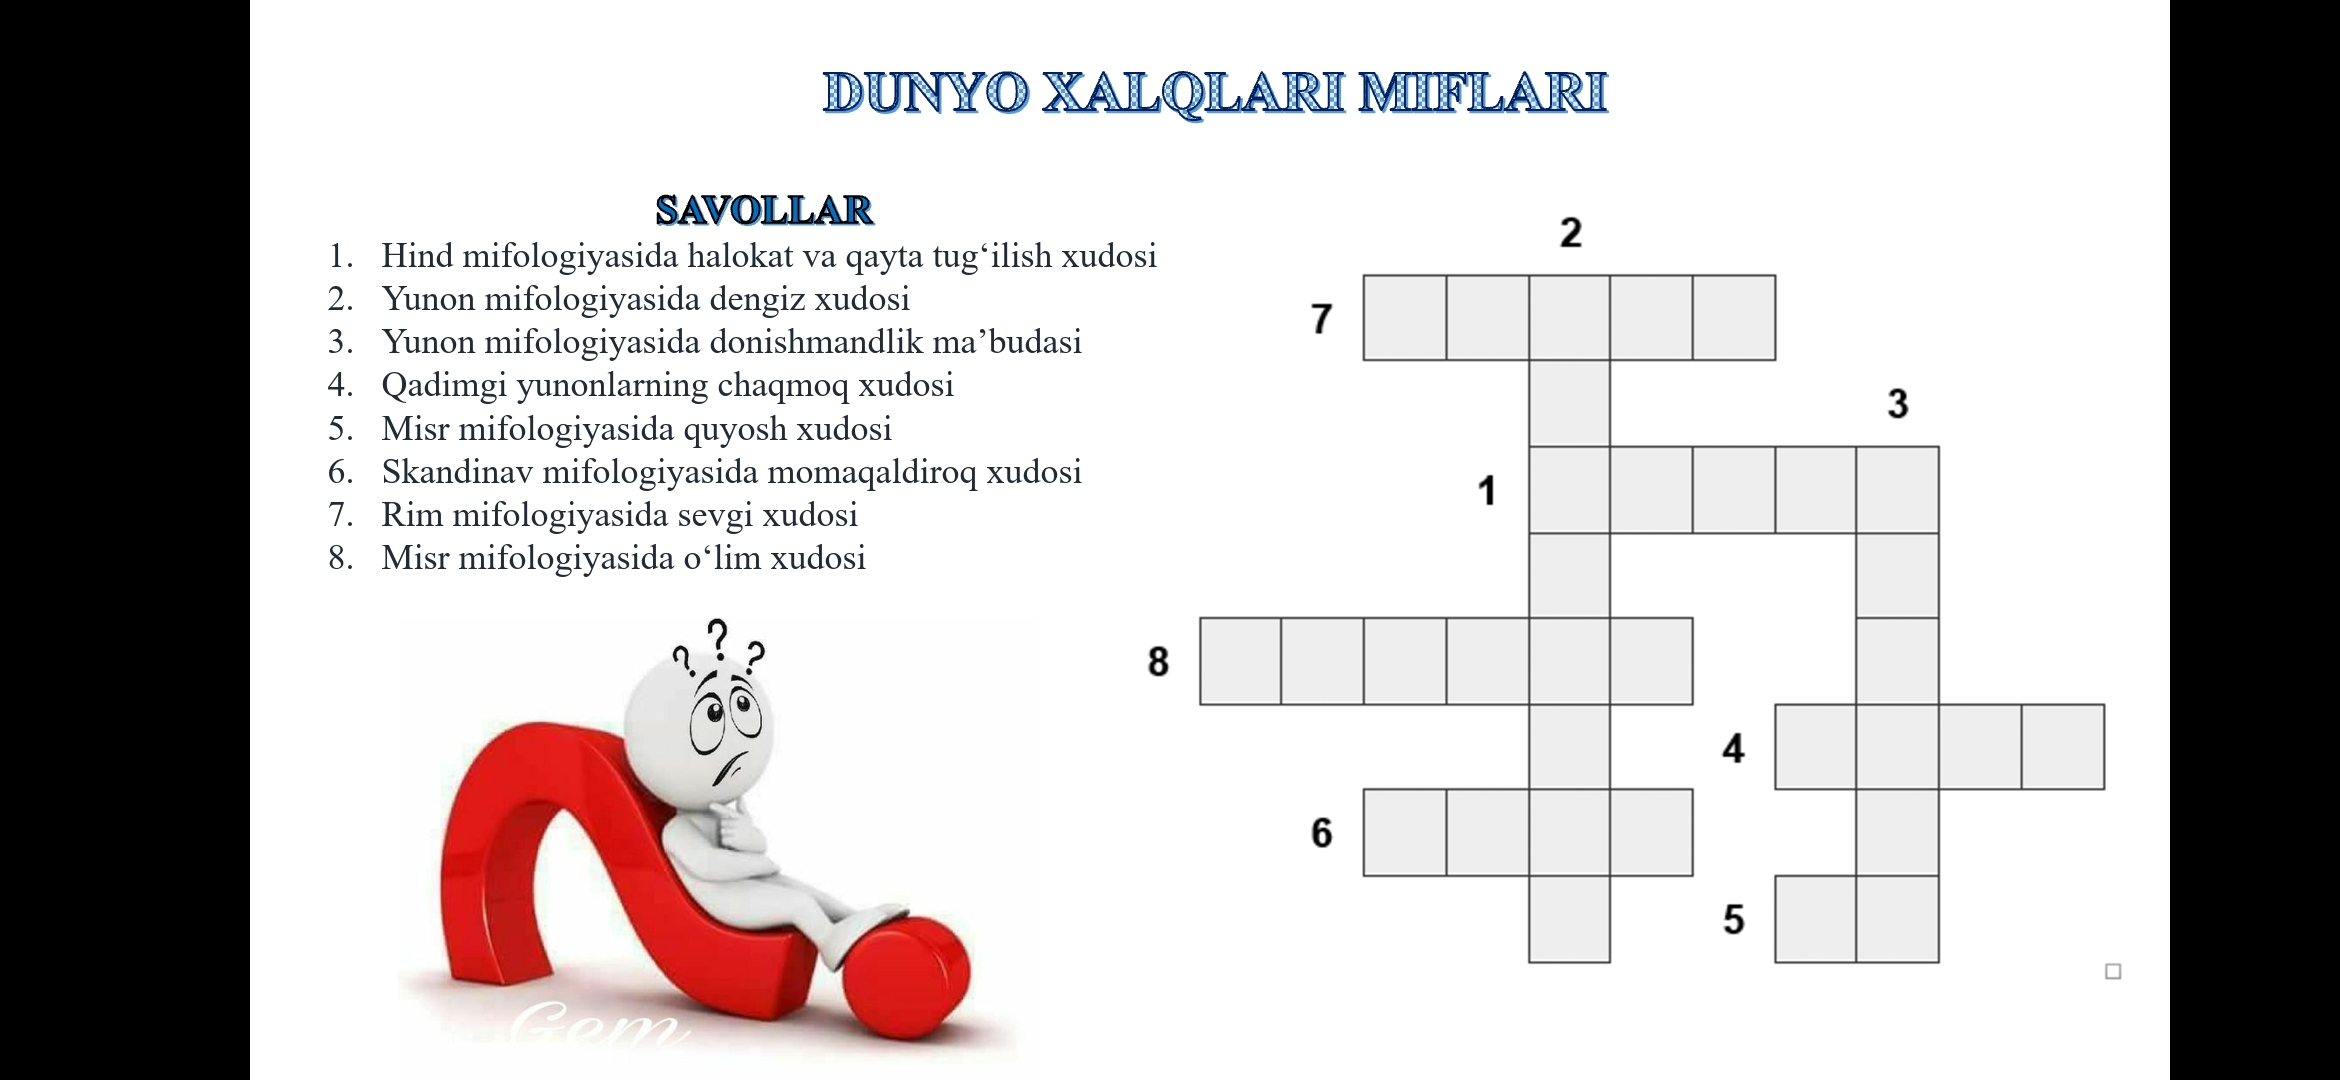 DUNYO XALQLARI MIFLARI
SAVOLLAR
1. Hind mifologiyasida halokat va qayta tug‘ilish xudosi
2. Yunon mifologiyasida dengiz xudosi
3. Yunon mifologiyasida donishmandlik ma’budasi
4. Qadimgi yunonlarning chaqmoq xudosi
5. Misr mifologiyasida quyosh xudosi
6. Skandinav mifologiyasida momaqaldiroq xudosi
7. Rim mifologiyasida sevgi xudosi
8. Misr mifologiyasida o‘lim xudosi
2
7
3
1
8
4
6
5
? ? ?
Gem